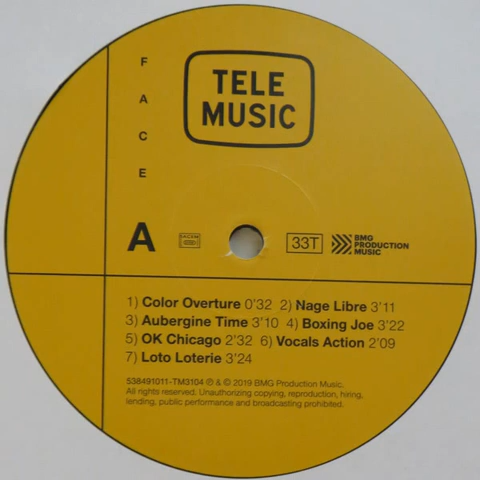 F
A
C
E
TELE
MUSIC
A
SACEM
33T
BMG
PRODUCTION
MUSIC
1) Color Overture 0'32 2) Nage Libre 3'11
3) Aubergine Time 3'10 4) Boxing Joe 3'22
5) OK Chicago 2'32 6) Vocals Action 2'09
7) Loto Loterie 3'24
538491011-TM3104 ℗ & © 2019 BMG Production Music.
All rights reserved. Unauthorizing copying, reproduction, hiring,
lending, public performance and broadcasting prohibited.